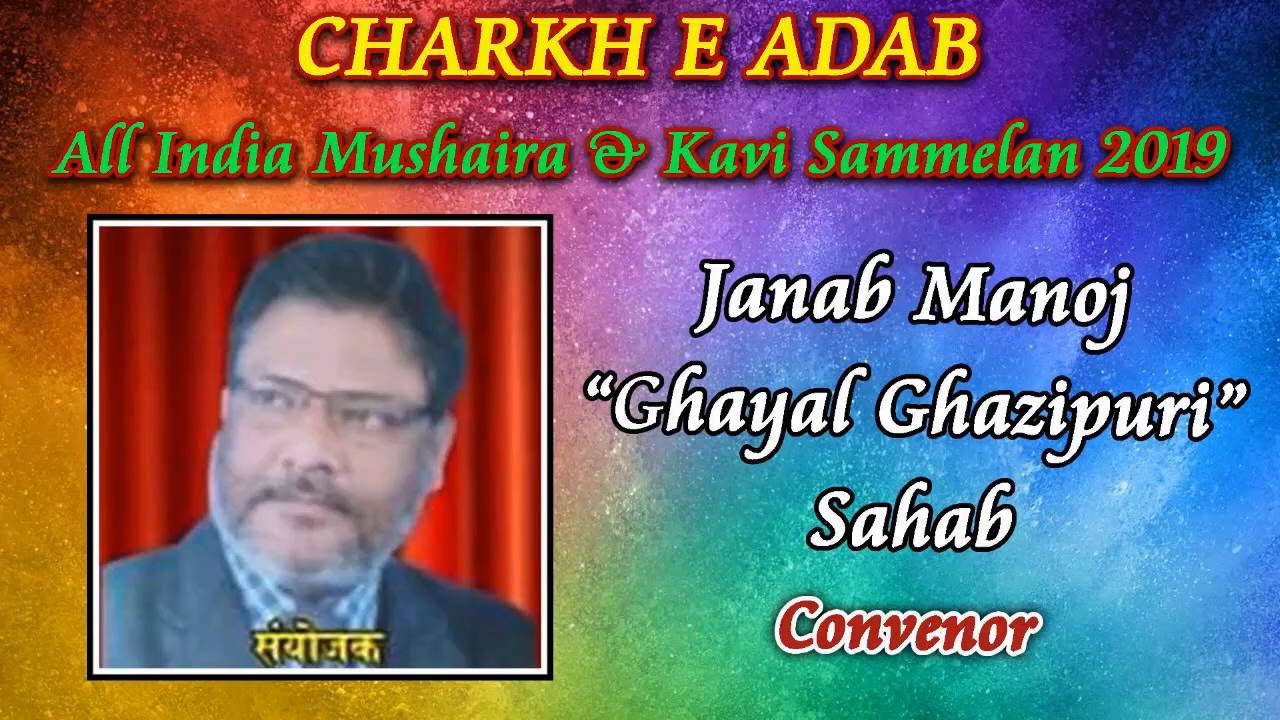 CHARKH E ADAB
All India Mushaira & Kavi Sammelan 2019
Janab Manoj
“Ghayal Ghazipuri”
Sahab
Convenor
संयोजक